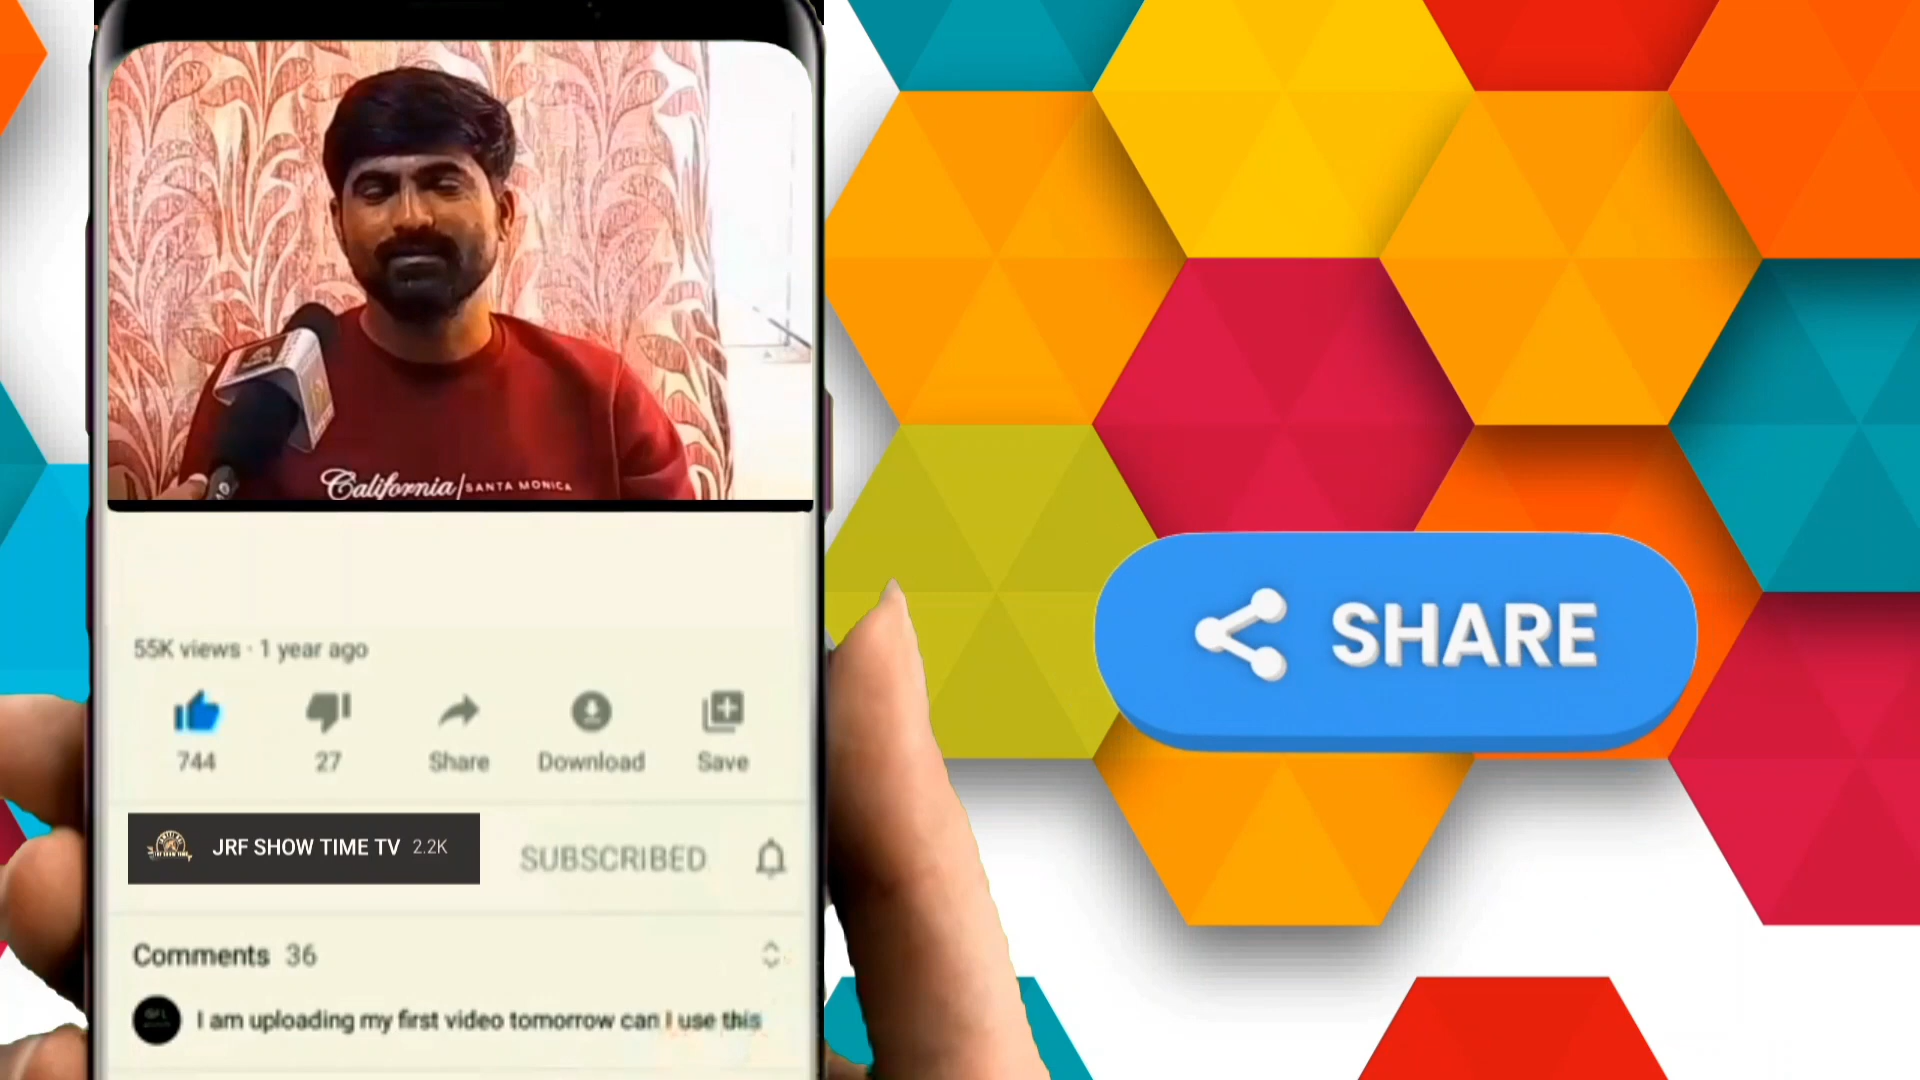 California/SANTA MONICA
55K views · 1 year ago
744 27 Share Download Save
JRF SHOW TIME TV 2.2K SUBSCRIBED
Comments 36
I am uploading my first video tomorrow can I use this
SHARE